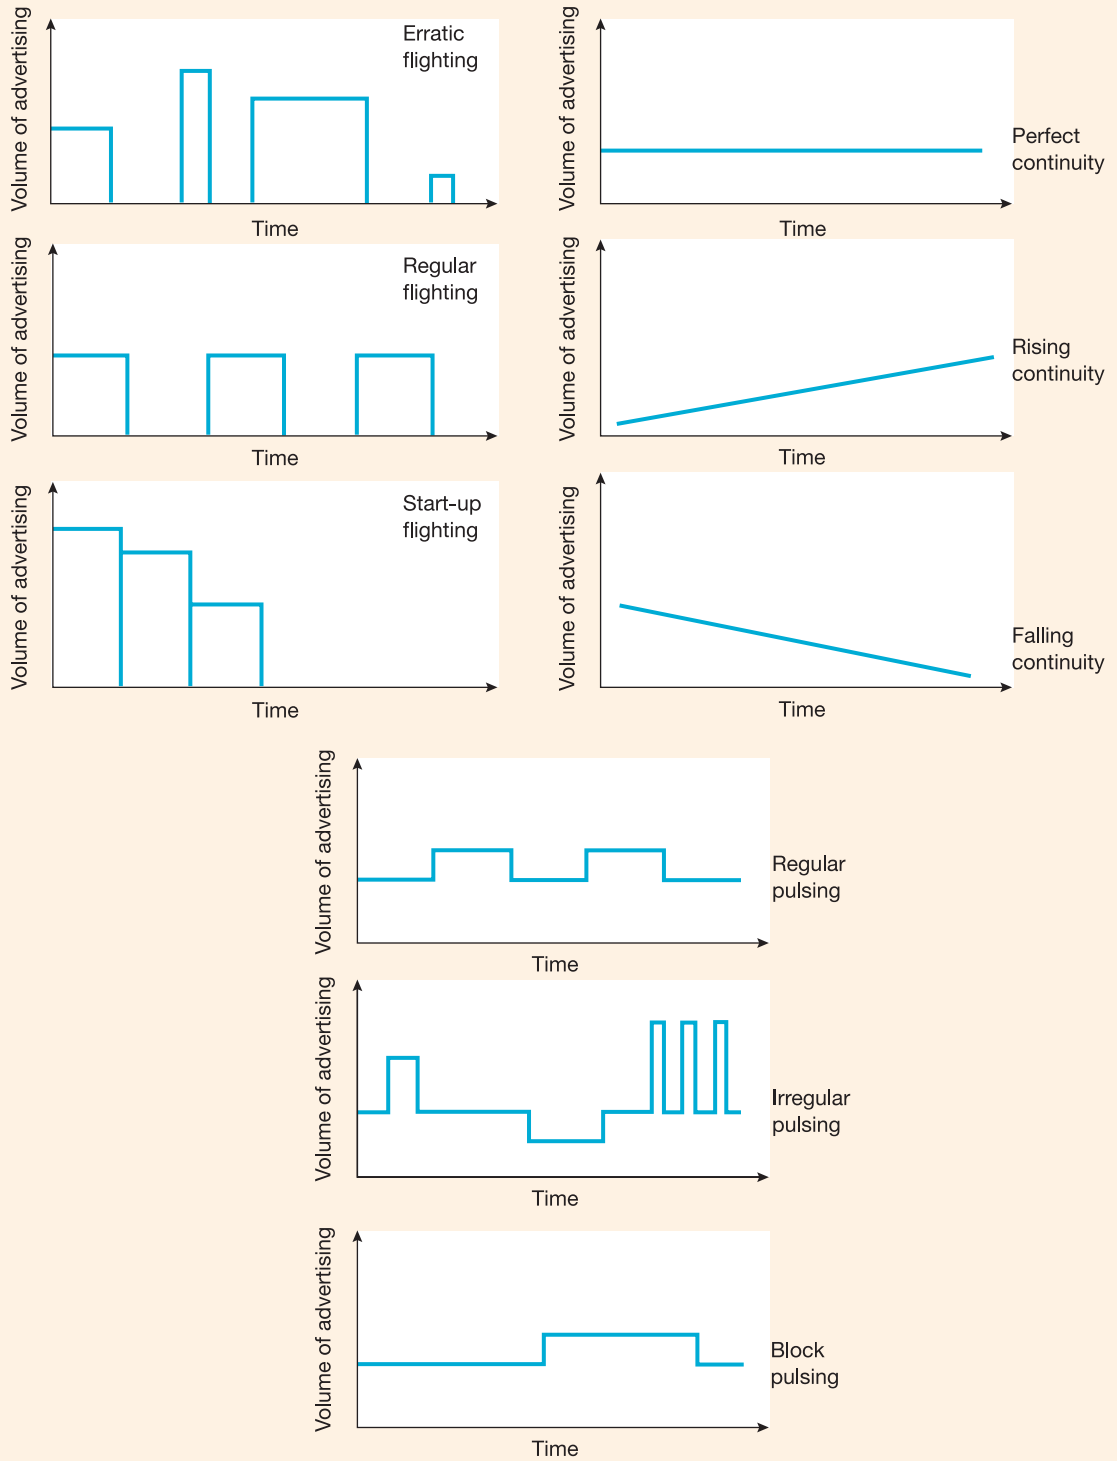 Volume of advertising
Erratic
flighting
Time
Volume of advertising
Perfect
continuity
Time
Volume of advertising
Regular
flighting
Time
Volume of advertising
Rising
continuity
Time
Volume of advertising
Start-up
flighting
Time
Volume of advertising
Falling
continuity
Time
Volume of advertising
Regular
pulsing
Time
Volume of advertising
Irregular
pulsing
Time
Volume of advertising
Block
pulsing
Time